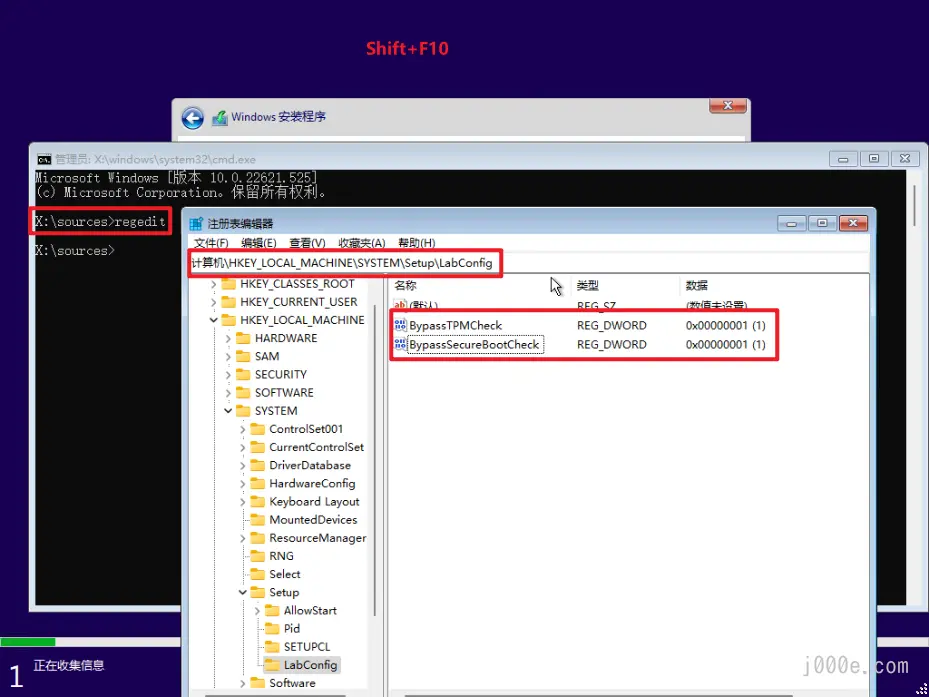 Shift+F10
Windows 安装程序
管理员: X:\windows\system32\cmd.exe
Microsoft Windows [版本 10.0.22621.525]
(c) Microsoft Corporation。保留所有权利。
X:\sources>regedit
X:\sources>
注册表编辑器
文件(F) 编辑(E) 查看(V) 收藏夹(A) 帮助(H)
计算机\HKEY_LOCAL_MACHINE\SYSTEM\Setup\LabConfig
HKEY_CLASSES_ROOT
HKEY_CURRENT_USER
HKEY_LOCAL_MACHINE
HARDWARE
SAM
SECURITY
SOFTWARE
SYSTEM
ControlSet001
CurrentControlSet
DriverDatabase
HardwareConfig
Keyboard Layout
MountedDevices
ResourceManager
RNG
Select
Setup
AllowStart
Pid
SETUPCL
LabConfig
Software
名称 类型 数据
ab (默认) REG_SZ (数值未设置)
BypassTPMCheck REG_DWORD 0x00000001 (1)
BypassSecureBootCheck REG_DWORD 0x00000001 (1)
1 正在收集信息
j000e.com